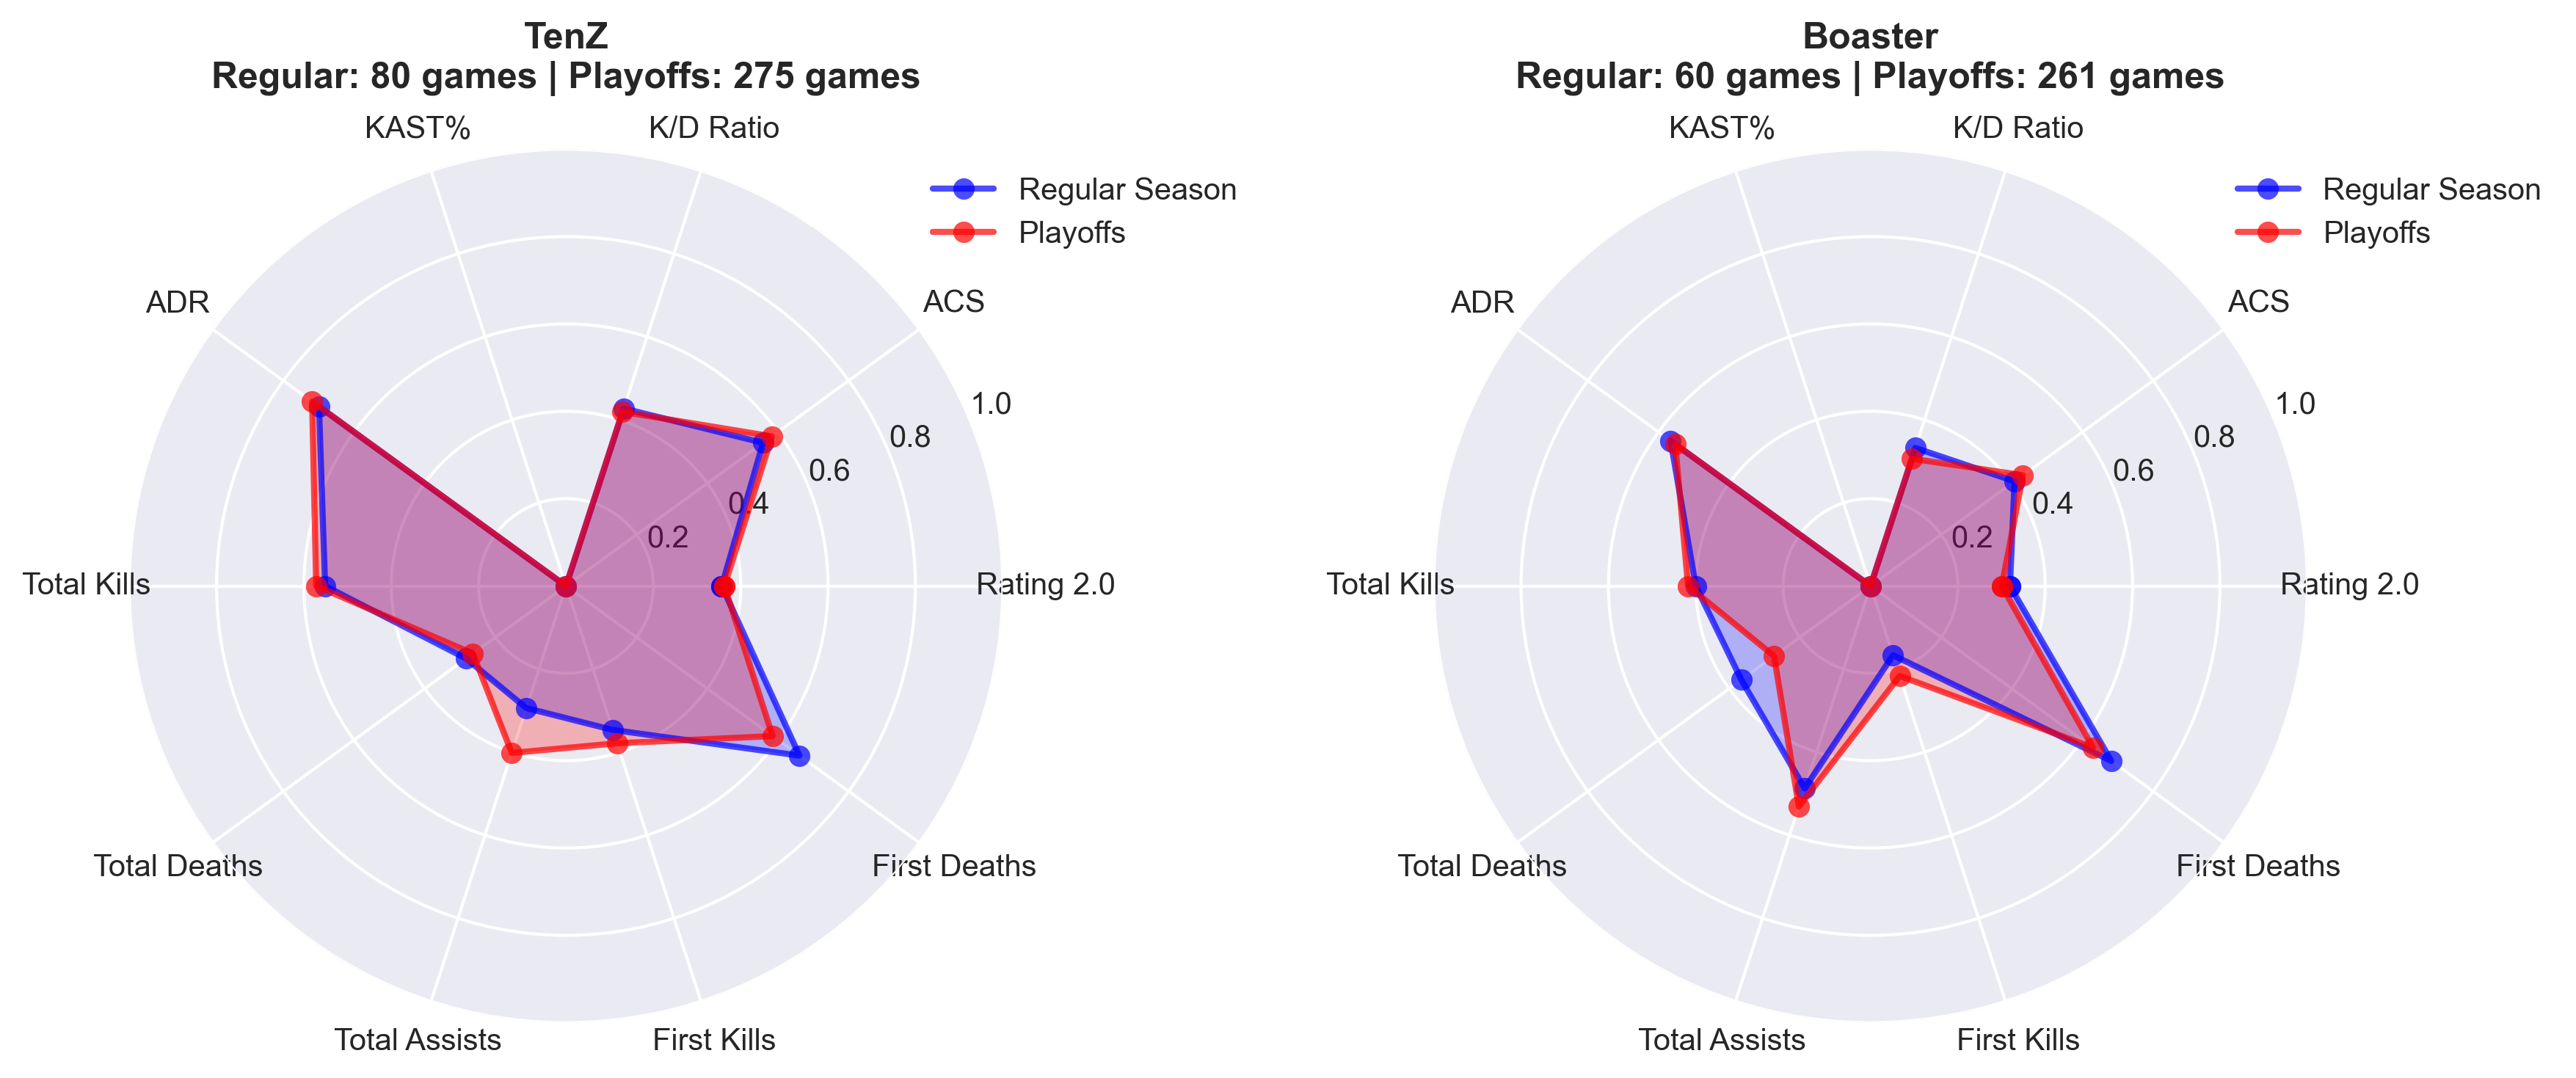 TenZ
Regular: 80 games | Playoffs: 275 games
KAST%
K/D Ratio
Regular Season
Playoffs
ADR
ACS
1.0
0.8
0.6
0.4
0.2
Total Kills
Rating 2.0
Total Deaths
First Deaths
Total Assists
First Kills
Boaster
Regular: 60 games | Playoffs: 261 games
KAST%
K/D Ratio
Regular Season
Playoffs
ADR
ACS
1.0
0.8
0.6
0.4
0.2
Total Kills
Rating 2.0
Total Deaths
First Deaths
Total Assists
First Kills